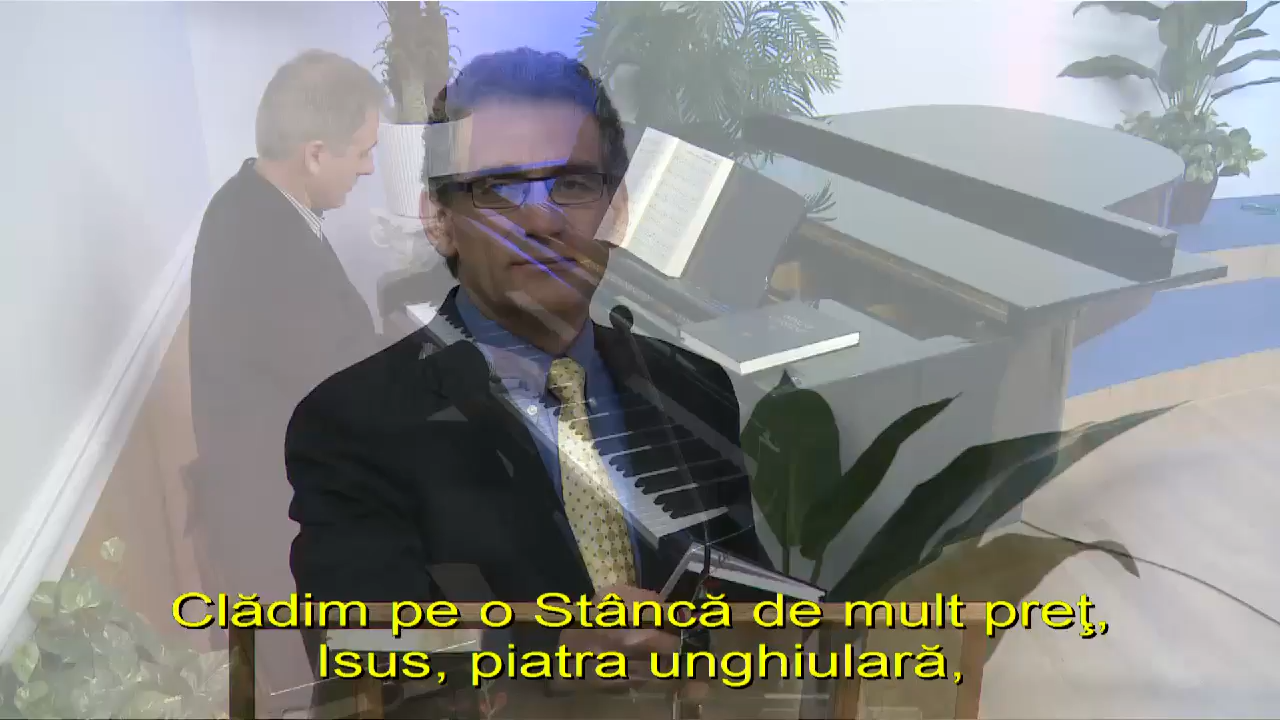 Clădim pe o Stâncă de mult preţ,
Isus, piatra unghiulară,